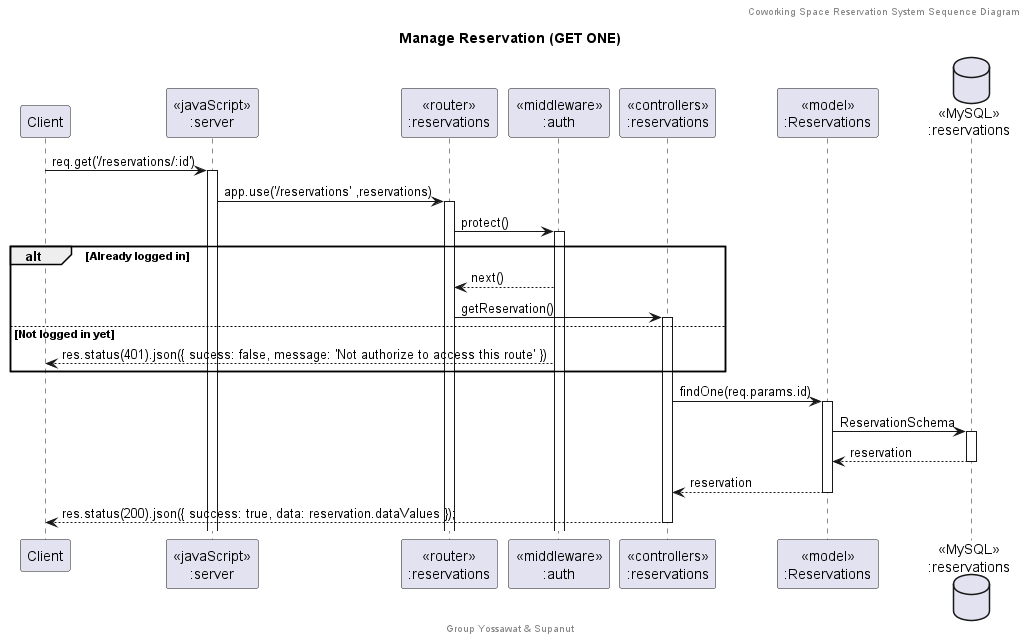 Coworking Space Reservation System Sequence Diagram
Manage Reservation (GET ONE)
Client
«javaScript»
:server
«router»
:reservations
«middleware»
:auth
«controllers»
:reservations
«model»
:Reservations
«MySQL»
:reservations
req.get('/reservations/:id')
app.use('/reservations' ,reservations)
protect()
alt
[Already logged in]
next()
getReservation()
[Not logged in yet]
res.status(401).json({ sucess: false, message: 'Not authorize to access this route' })
findOne(req.params.id)
ReservationSchema
reservation
reservation
res.status(200).json({ success: true, data: reservation.dataValues });
Client
«javaScript»
:server
«router»
:reservations
«middleware»
:auth
«controllers»
:reservations
«model»
:Reservations
«MySQL»
:reservations
Group Yossawat & Supanut